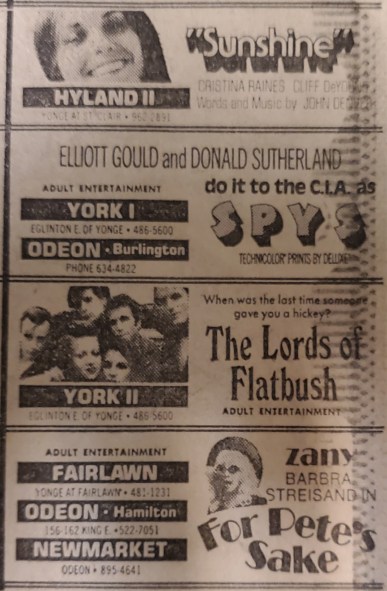 "Sunshine"
CRISTINA RAINES CLIFF
Words and Music by JOHN
HYLAND II
YONGE AT ST. CLAIR • 962-2891
ELLIOTT GOULD and DONALD SUTHERLAND
do it to the C.I.A. as
SPYS
TECHNICOLOR® PRINTS BY DELUXE®
ADULT ENTERTAINMENT
YORK I
EGLINTON E. OF YONGE • 486-5600
ODEON • Burlington
PHONE 634-4822
When was the last time someone
gave you a hickey?
The Lords of
Flatbush
ADULT ENTERTAINMENT
YORK II
EGLINTON E. OF YONGE • 486-5600
ADULT ENTERTAINMENT
FAIRLAWN
YONGE AT FAIRLAWN • 481-1231
ODEON • Hamilton
156-162 KING E. • 522-7051
NEWMARKET
ODEON • 895-4641
zany
BARBRA
STREISAND IN
For Pete's
Sake